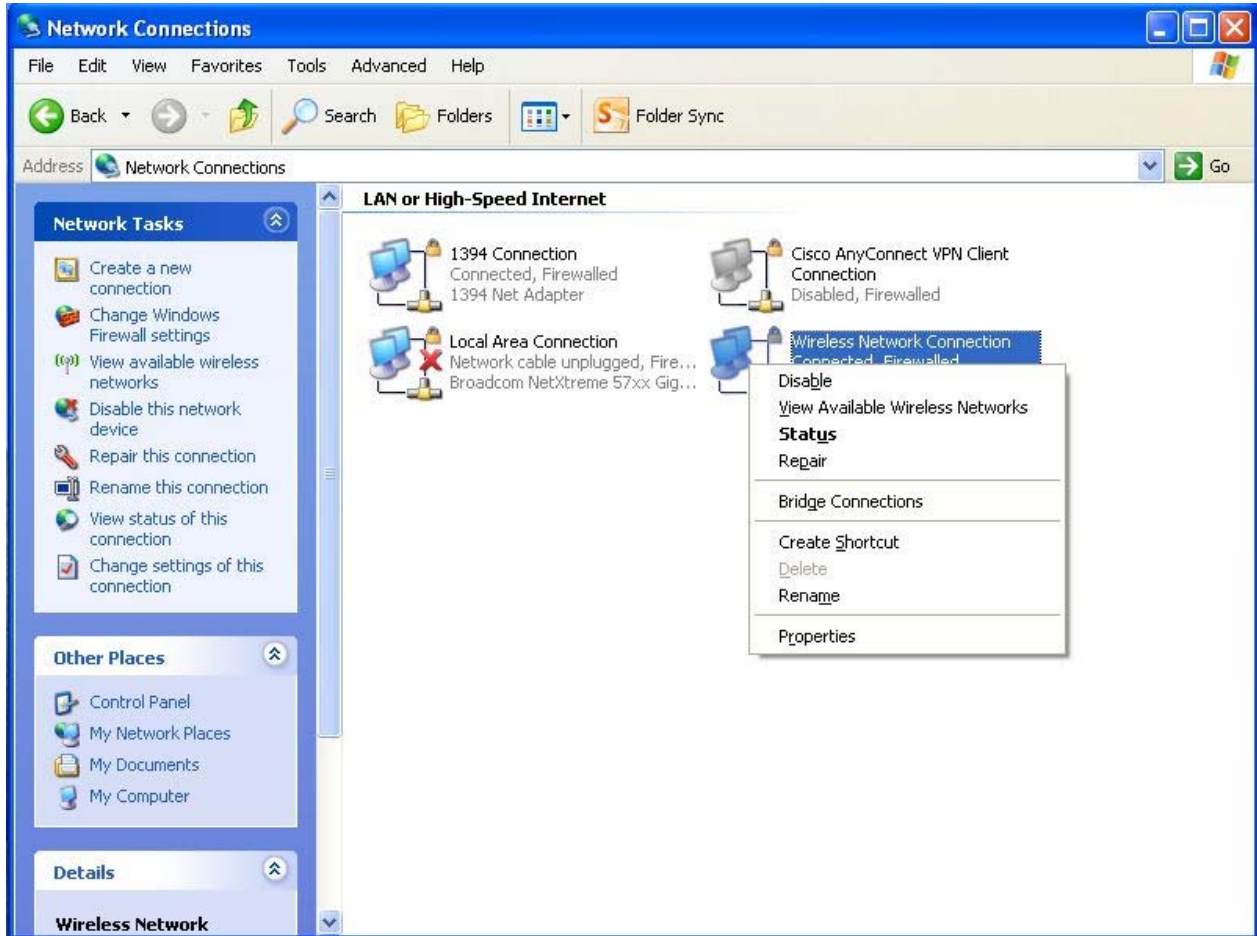 Network Connections
File Edit View Favorites Tools Advanced Help
Back Search Folders Folder Sync
Address Network Connections Go
Network Tasks
Create a new
connection
Change Windows
Firewall settings
View available wireless
networks
Disable this network
device
Repair this connection
Rename this connection
View status of this
connection
Change settings of this
connection
Other Places
Control Panel
My Network Places
My Documents
My Computer
Details
Wireless Network
LAN or High-Speed Internet
1394 Connection
Connected, Firewalled
1394 Net Adapter
Cisco AnyConnect VPN Client
Connection
Disabled, Firewalled
Local Area Connection
Network cable unplugged, Fire...
Broadcom NetXtreme 57xx Gig...
Wireless Network Connection
Connected, Firewalled
Disable
View Available Wireless Networks
Status
Repair
Bridge Connections
Create Shortcut
Delete
Rename
Properties